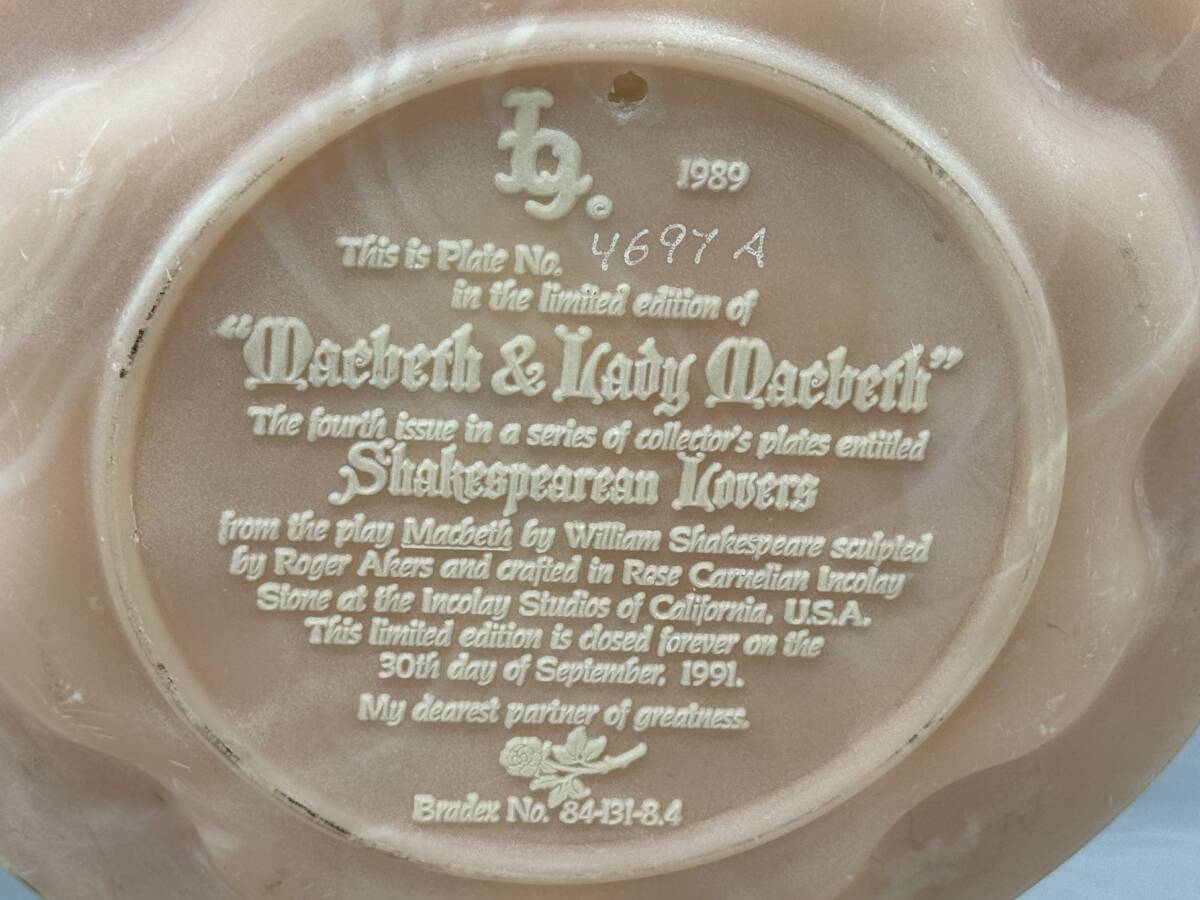 ©
1989
This is Plate No. 4697 A
in the limited edition of
"Macbeth & Lady Macbeth"
The fourth issue in a series of collector's plates entitled
Shakespearean Lovers
from the play Macbeth by William Shakespeare sculpted
by Roger Akers and crafted in Rose Carnelian Incolay
Stone at the Incolay Studios of California, U.S.A.
This limited edition is closed forever on the
30th day of September, 1991.
My dearest partner of greatness.
Bradex No. 84-131-8.4